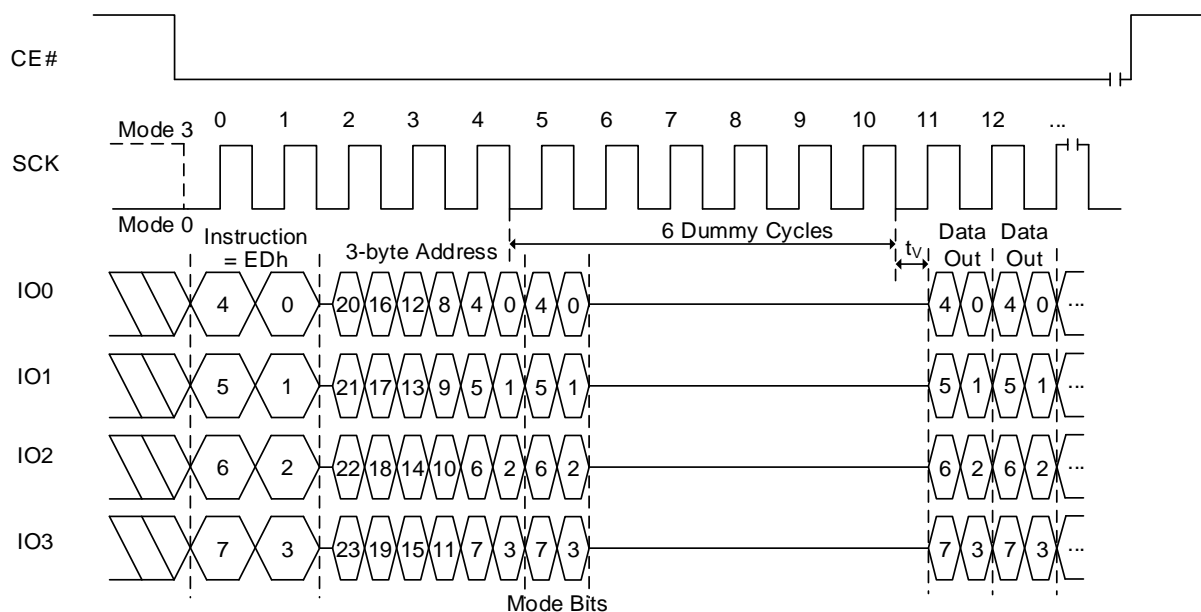 CE#
0 1 2 3 4 5 6 7 8 9 10 11 12 ...
Mode 3
SCK
Mode 0
Instruction
= EDh
3-byte Address
6 Dummy Cycles
tV
Data
Out
Data
Out
IO0 4 0 20 16 12 8 4 0 4 0 4 0 4 0 ...
IO1 5 1 21 17 13 9 5 1 5 1 5 1 5 1 ...
IO2 6 2 22 18 14 10 6 2 6 2 6 2 6 2 ...
IO3 7 3 23 19 15 11 7 3 7 3 7 3 7 3 ...
Mode Bits